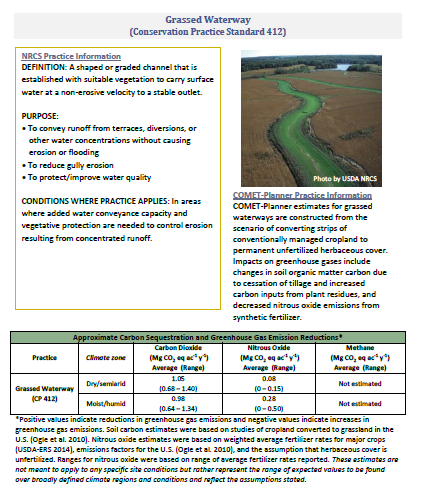 Grassed Waterway
(Conservation Practice Standard 412)
NRCS Practice Information
DEFINITION: A shaped or graded channel that is
established with suitable vegetation to carry surface
water at a non-erosive velocity to a stable outlet.
PURPOSE:
• To convey runoff from terraces, diversions, or
other water concentrations without causing
erosion or flooding
• To reduce gully erosion
• To protect/improve water quality
CONDITIONS WHERE PRACTICE APPLIES: In areas
where added water conveyance capacity and
vegetative protection are needed to control erosion
resulting from concentrated runoff.
Photo by USDA NRCS
COMET-Planner Practice Information
COMET-Planner estimates for grassed
waterways are constructed from the
scenario of converting strips of
conventionally managed cropland to
permanent unfertilized herbaceous cover.
Impacts on greenhouse gases include
changes in soil organic matter carbon due
to cessation of tillage and increased
carbon inputs from plant residues, and
decreased nitrous oxide emissions from
synthetic fertilizer.
Approximate Carbon Sequestration and Greenhouse Gas Emission Reductions*
Practice Climate zone Carbon Dioxide (Mg CO₂ eq ac⁻¹ y⁻¹) Average (Range) Nitrous Oxide (Mg CO₂ eq ac⁻¹ y⁻¹) Average (Range) Methane (Mg CO₂ eq ac⁻¹ y⁻¹) Average (Range)
Grassed Waterway (CP 412)
Dry/semiarid 1.05 (0.68 – 1.40) 0.08 (0 – 0.15) Not estimated
Moist/humid 0.98 (0.64 – 1.34) 0.28 (0 – 0.50) Not estimated
*Positive values indicate reductions in greenhouse gas emissions and negative values indicate increases in
greenhouse gas emissions. Soil carbon estimates were based on studies of cropland converted to grassland in the
U.S. (Ogle et al. 2010). Nitrous oxide estimates were based on weighted average fertilizer rates for major crops
(USDA-ERS 2014), emissions factors for the U.S. (Ogle et al. 2010), and the assumption that herbaceous cover is
unfertilized. Ranges for nitrous oxide were based on range of average fertilizer rates reported. These estimates are
not meant to apply to any specific site conditions but rather represent the range of expected values to be found
over broadly defined climate regions and conditions and reflect the assumptions stated.